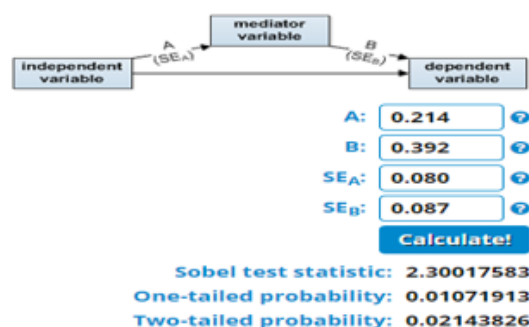 mediator
variable
A
(SEA)
B
(SEB)
independent
variable
dependent
variable
A: 0.214 ?
B: 0.392 ?
SEA: 0.080 ?
SEB: 0.087 ?
Calculate!
Sobel test statistic: 2.30017583
One-tailed probability: 0.01071913
Two-tailed probability: 0.02143826